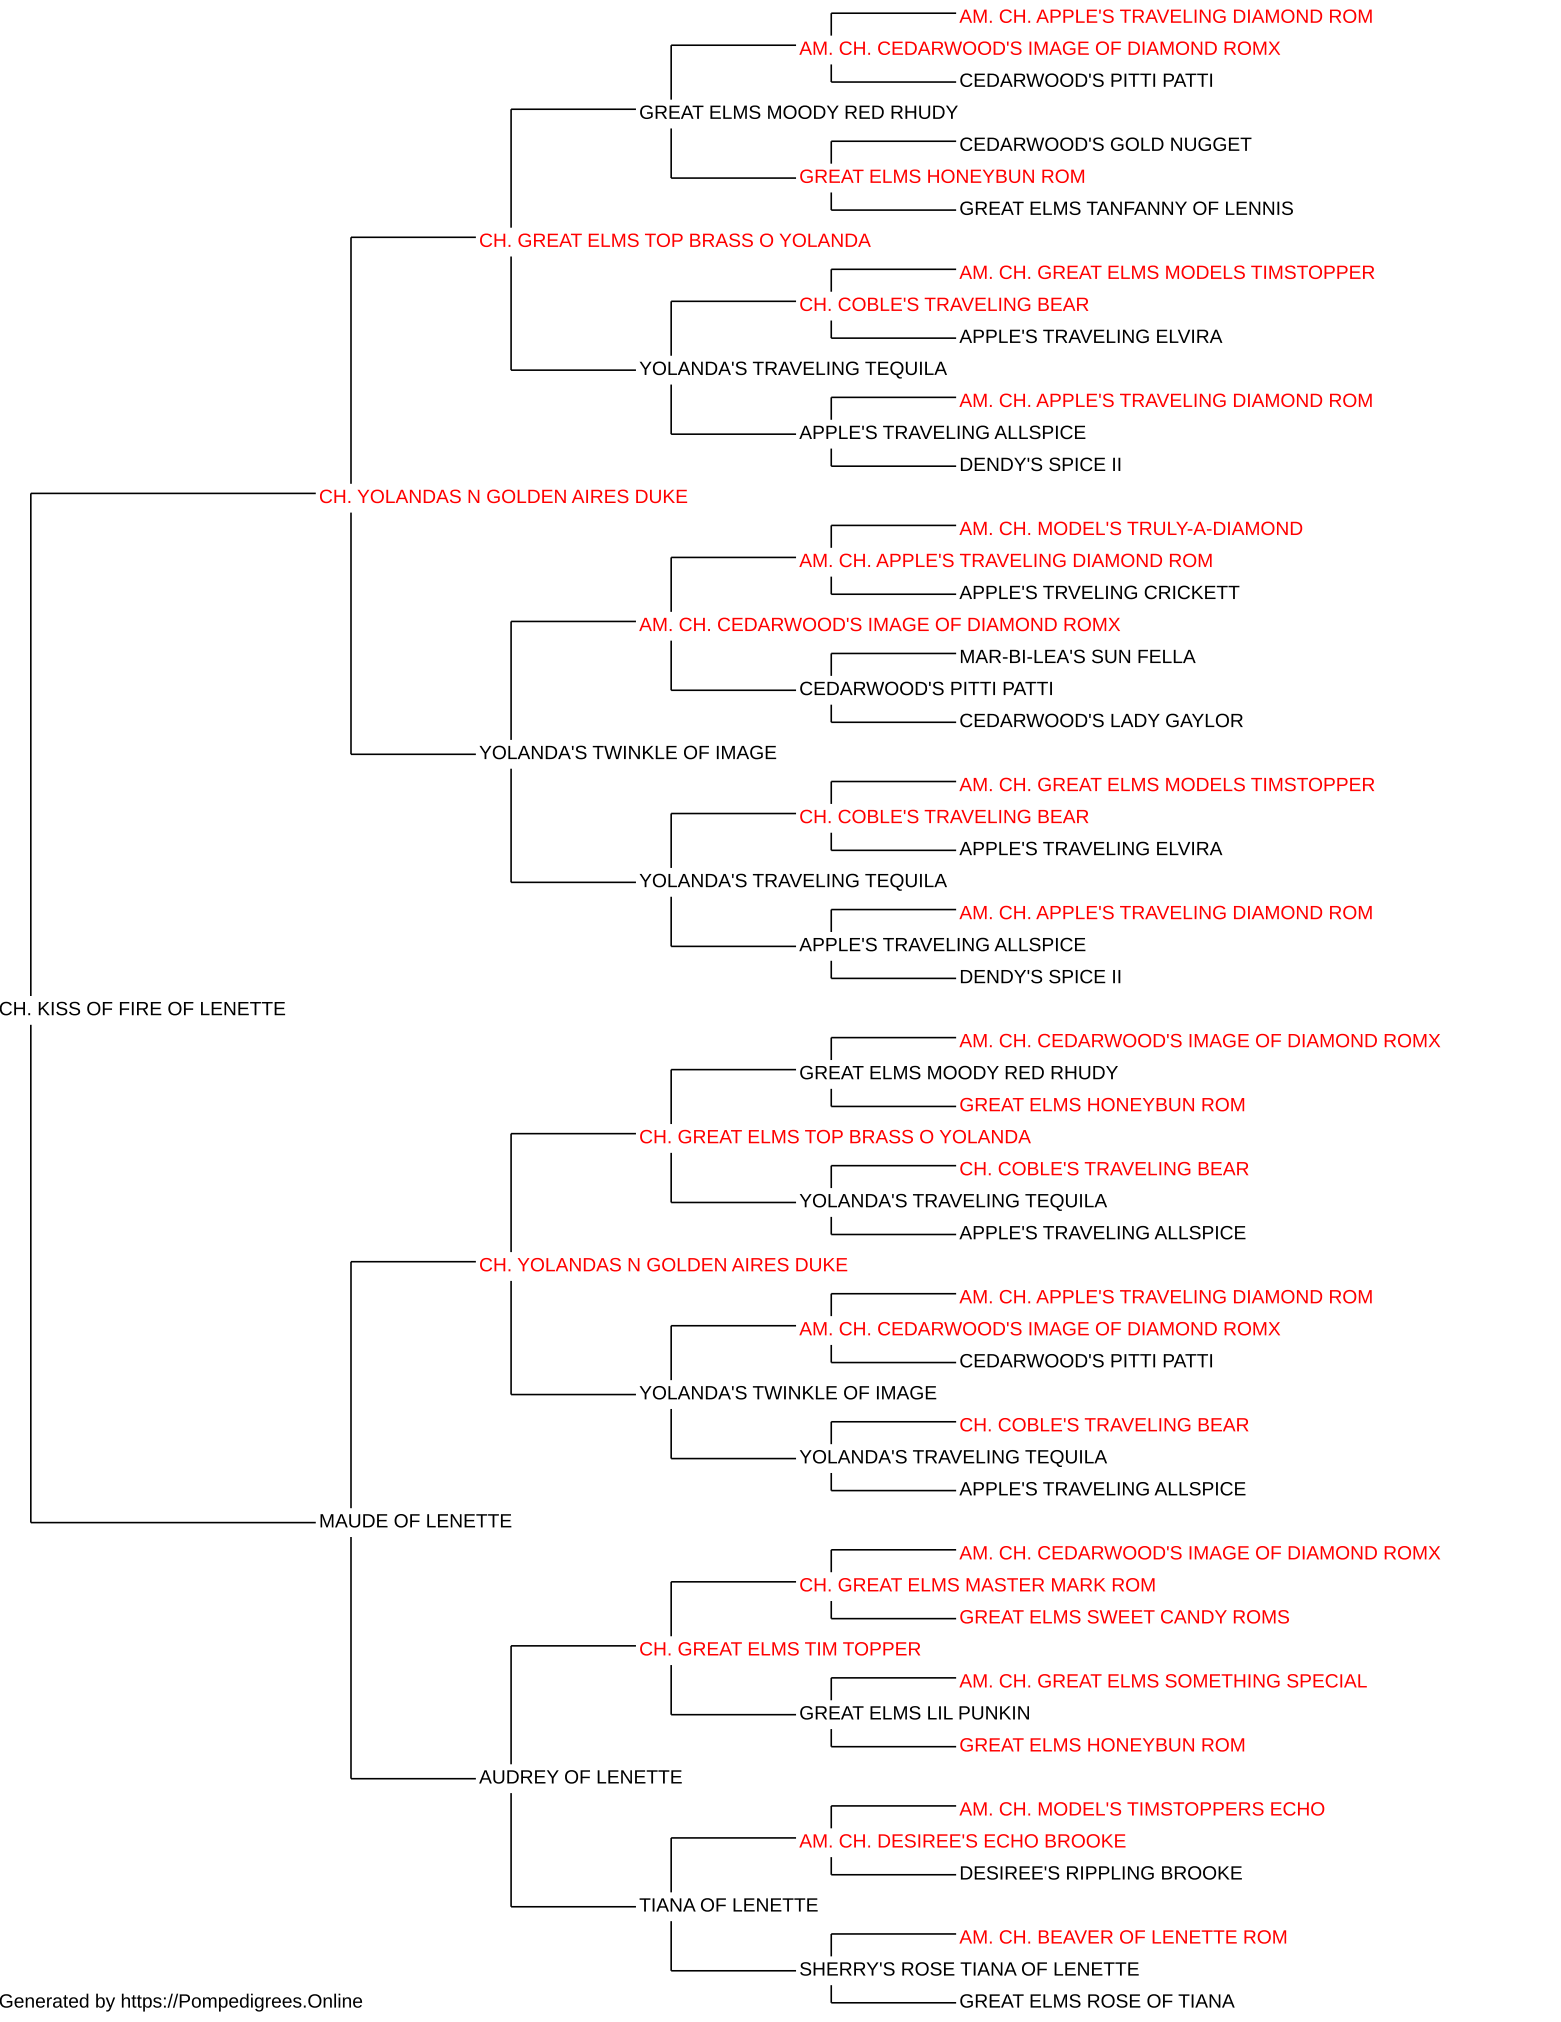 AM. CH. APPLE'S TRAVELING DIAMOND ROM
AM. CH. CEDARWOOD'S IMAGE OF DIAMOND ROMX
CEDARWOOD'S PITTI PATTI
GREAT ELMS MOODY RED RHUDY
CEDARWOOD'S GOLD NUGGET
GREAT ELMS HONEYBUN ROM
GREAT ELMS TANFANNY OF LENNIS
CH. GREAT ELMS TOP BRASS O YOLANDA
AM. CH. GREAT ELMS MODELS TIMSTOPPER
CH. COBLE'S TRAVELING BEAR
APPLE'S TRAVELING ELVIRA
YOLANDA'S TRAVELING TEQUILA
AM. CH. APPLE'S TRAVELING DIAMOND ROM
APPLE'S TRAVELING ALLSPICE
DENDY'S SPICE II
CH. YOLANDAS N GOLDEN AIRES DUKE
AM. CH. MODEL'S TRULY-A-DIAMOND
AM. CH. APPLE'S TRAVELING DIAMOND ROM
APPLE'S TRVELING CRICKETT
AM. CH. CEDARWOOD'S IMAGE OF DIAMOND ROMX
MAR-BI-LEA'S SUN FELLA
CEDARWOOD'S PITTI PATTI
CEDARWOOD'S LADY GAYLOR
YOLANDA'S TWINKLE OF IMAGE
AM. CH. GREAT ELMS MODELS TIMSTOPPER
CH. COBLE'S TRAVELING BEAR
APPLE'S TRAVELING ELVIRA
YOLANDA'S TRAVELING TEQUILA
AM. CH. APPLE'S TRAVELING DIAMOND ROM
APPLE'S TRAVELING ALLSPICE
DENDY'S SPICE II
CH. KISS OF FIRE OF LENETTE
AM. CH. CEDARWOOD'S IMAGE OF DIAMOND ROMX
GREAT ELMS MOODY RED RHUDY
GREAT ELMS HONEYBUN ROM
CH. GREAT ELMS TOP BRASS O YOLANDA
CH. COBLE'S TRAVELING BEAR
YOLANDA'S TRAVELING TEQUILA
APPLE'S TRAVELING ALLSPICE
CH. YOLANDAS N GOLDEN AIRES DUKE
AM. CH. APPLE'S TRAVELING DIAMOND ROM
AM. CH. CEDARWOOD'S IMAGE OF DIAMOND ROMX
CEDARWOOD'S PITTI PATTI
YOLANDA'S TWINKLE OF IMAGE
CH. COBLE'S TRAVELING BEAR
YOLANDA'S TRAVELING TEQUILA
APPLE'S TRAVELING ALLSPICE
MAUDE OF LENETTE
AM. CH. CEDARWOOD'S IMAGE OF DIAMOND ROMX
CH. GREAT ELMS MASTER MARK ROM
GREAT ELMS SWEET CANDY ROMS
CH. GREAT ELMS TIM TOPPER
AM. CH. GREAT ELMS SOMETHING SPECIAL
GREAT ELMS LIL PUNKIN
GREAT ELMS HONEYBUN ROM
AUDREY OF LENETTE
AM. CH. MODEL'S TIMSTOPPERS ECHO
AM. CH. DESIREE'S ECHO BROOKE
DESIREE'S RIPPLING BROOKE
TIANA OF LENETTE
AM. CH. BEAVER OF LENETTE ROM
SHERRY'S ROSE TIANA OF LENETTE
GREAT ELMS ROSE OF TIANA
Generated by https://Pompedigrees.Online